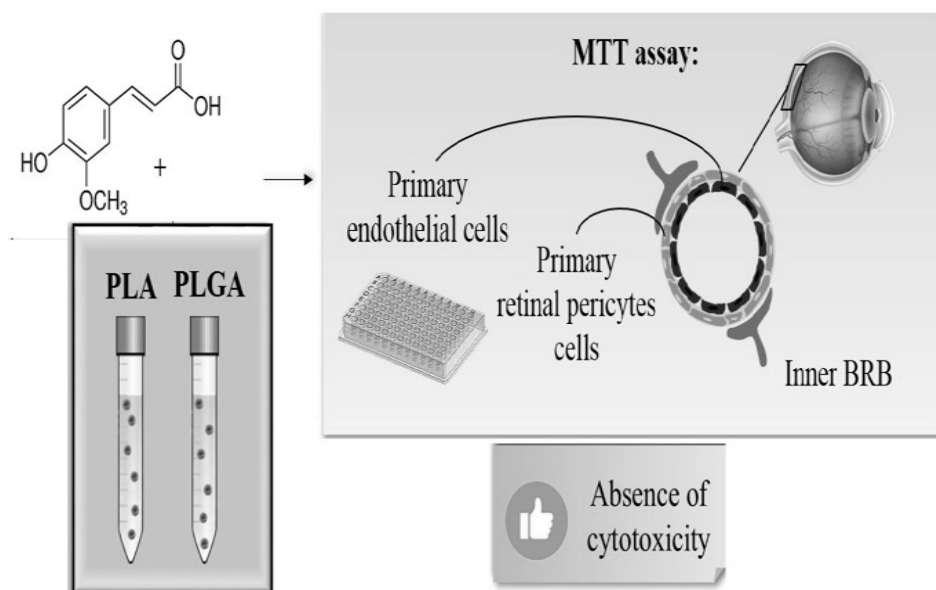 O
OH
HO
OCH3
+
PLA PLGA
MTT assay:
Primary
endothelial cells
Primary
retinal pericytes
cells
Inner BRB
Absence of
cytotoxicity